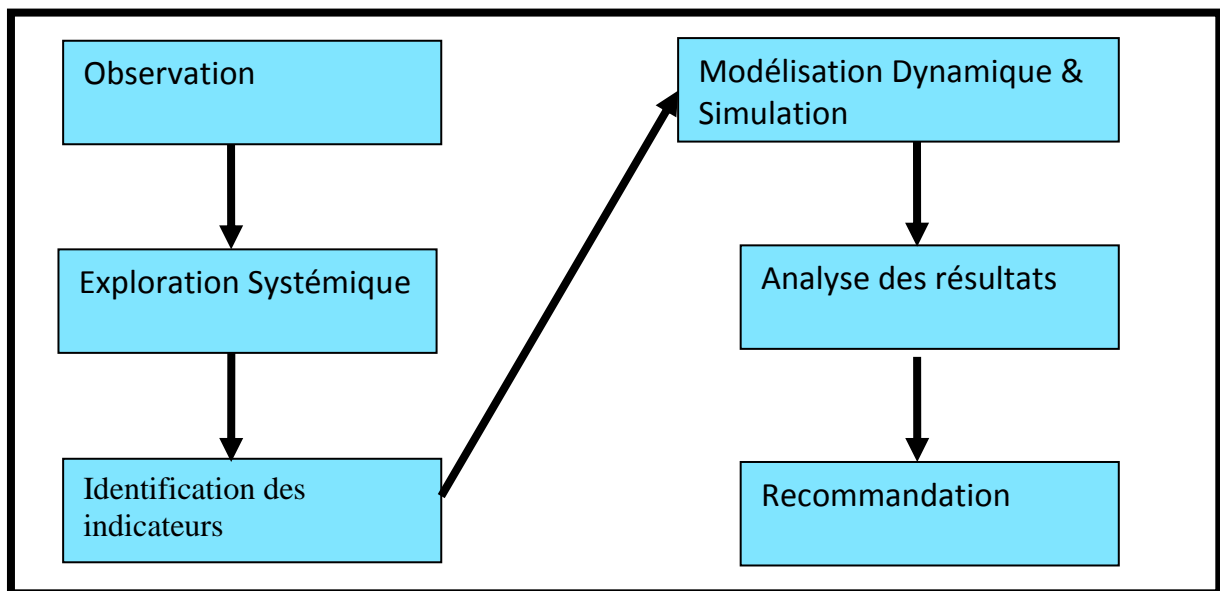 Observation
Exploration Systémique
Identification des
indicateurs
Modélisation Dynamique &
Simulation
Analyse des résultats
Recommandation